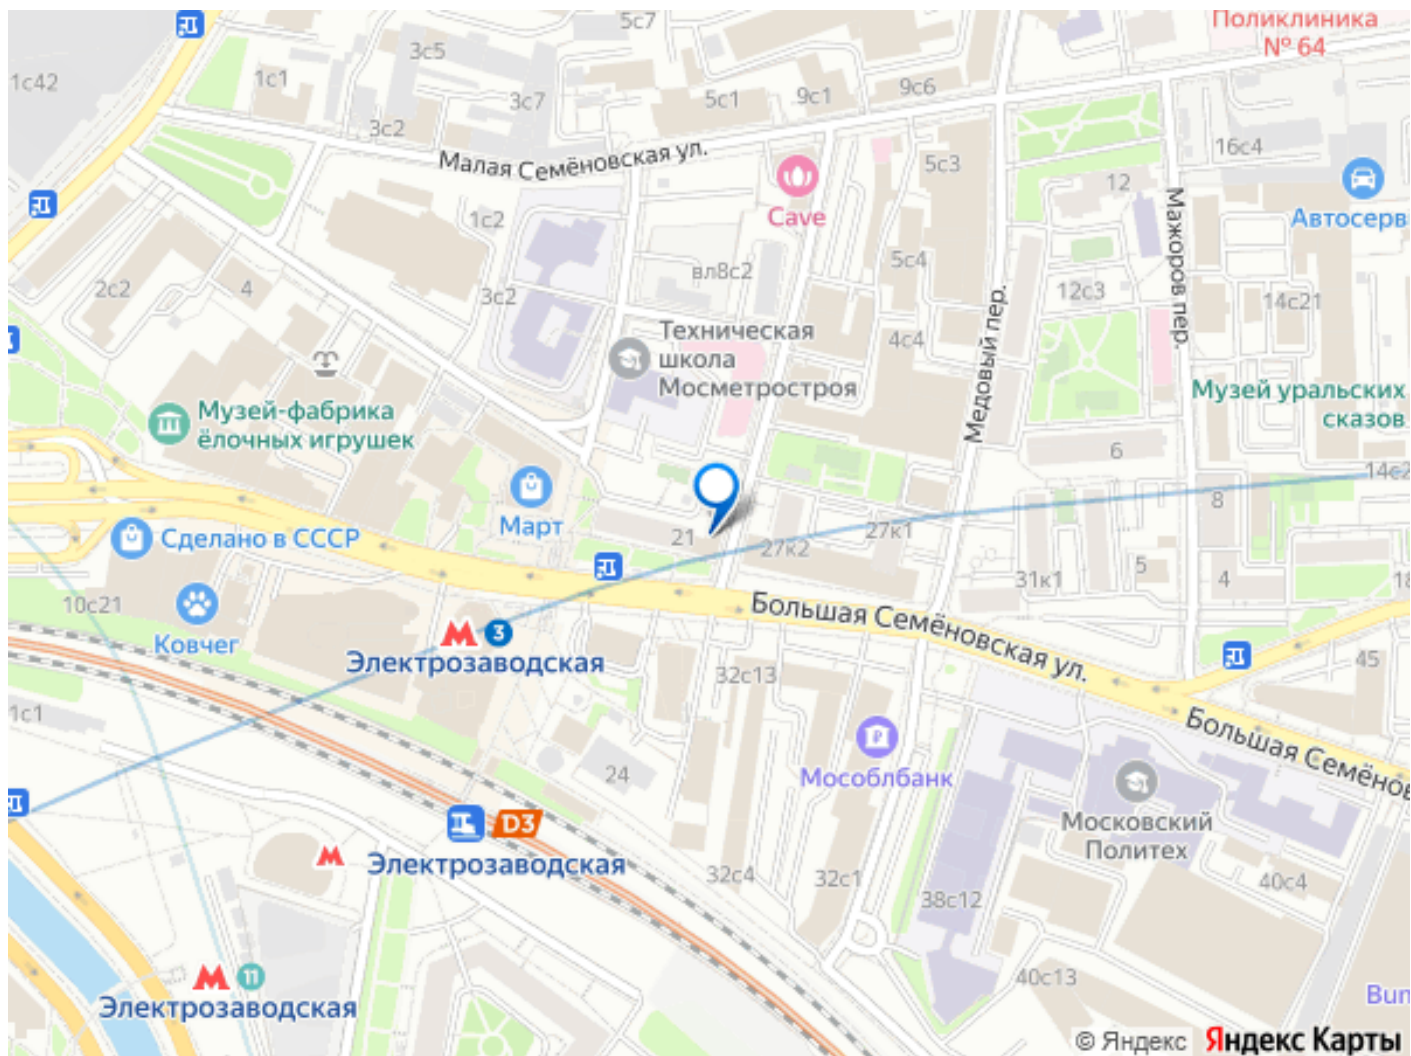 5с7
Поликлиника
№ 64
3с5
1с42
1с1
3с7
5с1
9с1
9с6
3с2
Малая Семёновская ул.
16с4
5с3
12
Cave
Мажоров пер.
Автосерв
1с2
вл8с2
5с4
2с2
4
3с2
12с3
14с21
Техническая
школа
Мосметростроя
4с4
Медовый пер.
Музей уральских
сказов
Музей-фабрика
ёлочных игрушек
6
14с2
8
Март
21
27к2
27к1
Сделано в СССР
31к1
5
4
18
10с21
Ковчег
3
Электрозаводская
Большая Семёновская ул.
32с13
45
1с1
Большая Семёнов
24
Мособлбанк
Московский
Политех
D3
Электрозаводская
32с4
32с1
38с12
40с4
11
Электрозаводская
40с13
Bur
© Яндекс Яндекс Карты